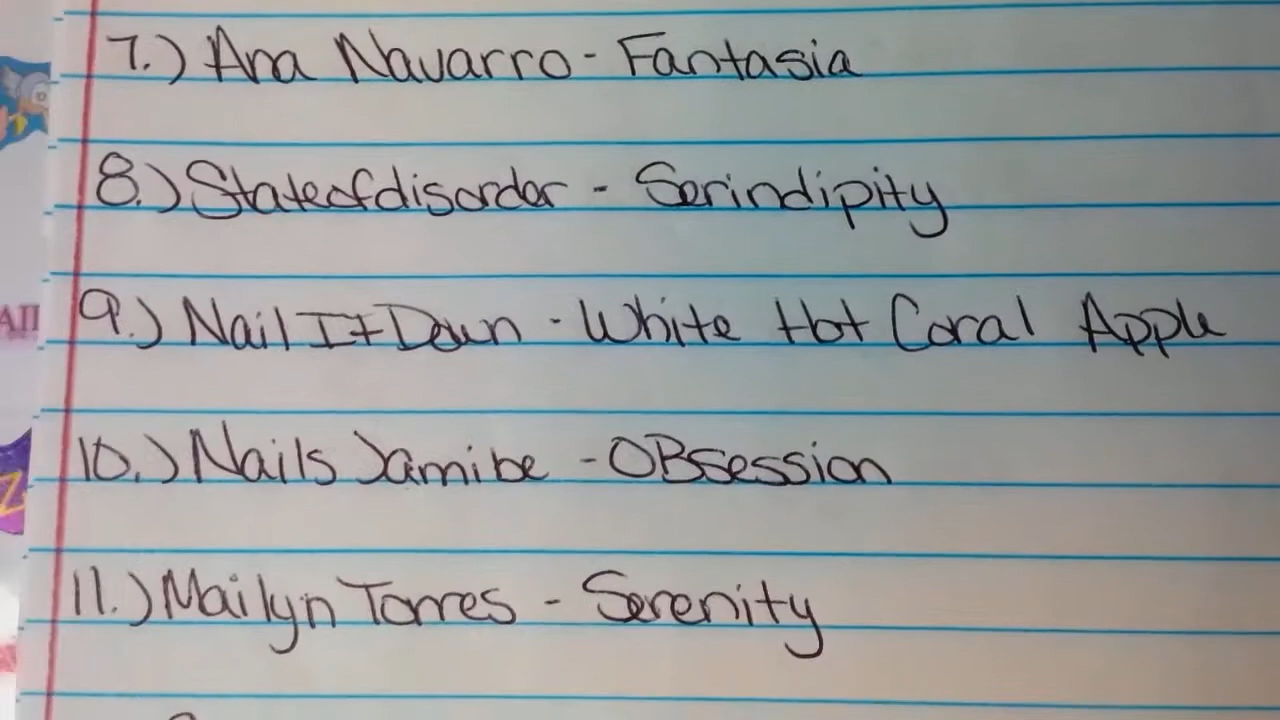 7.) Ana Navarro - Fantasia
8.) Stateofdisorder - Serindipity
9.) Nail It Down - White Hot Coral Apple
10.) Nails Jamibe - OBsession
11.) Mailyn Torres - Serenity